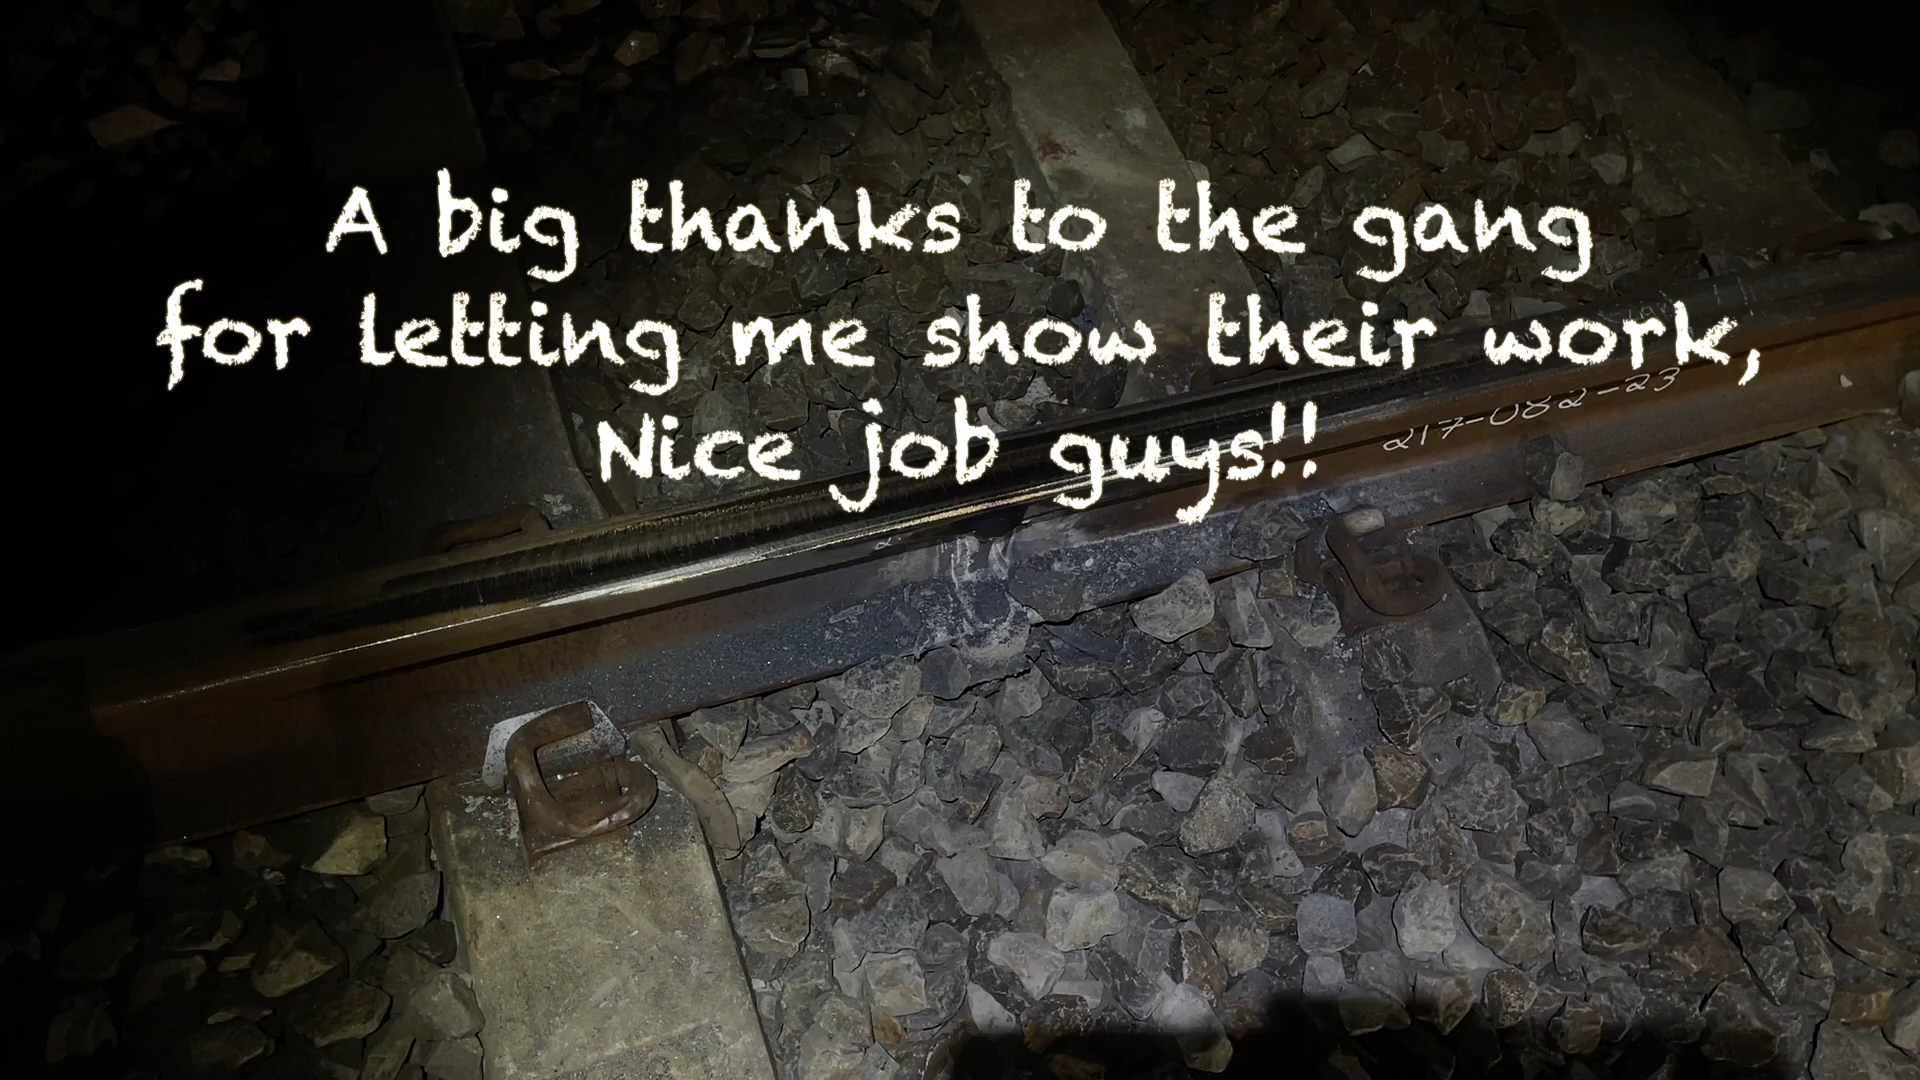 A big thanks to the gang
for letting me show their work,
Nice job guys!!
217-082-23